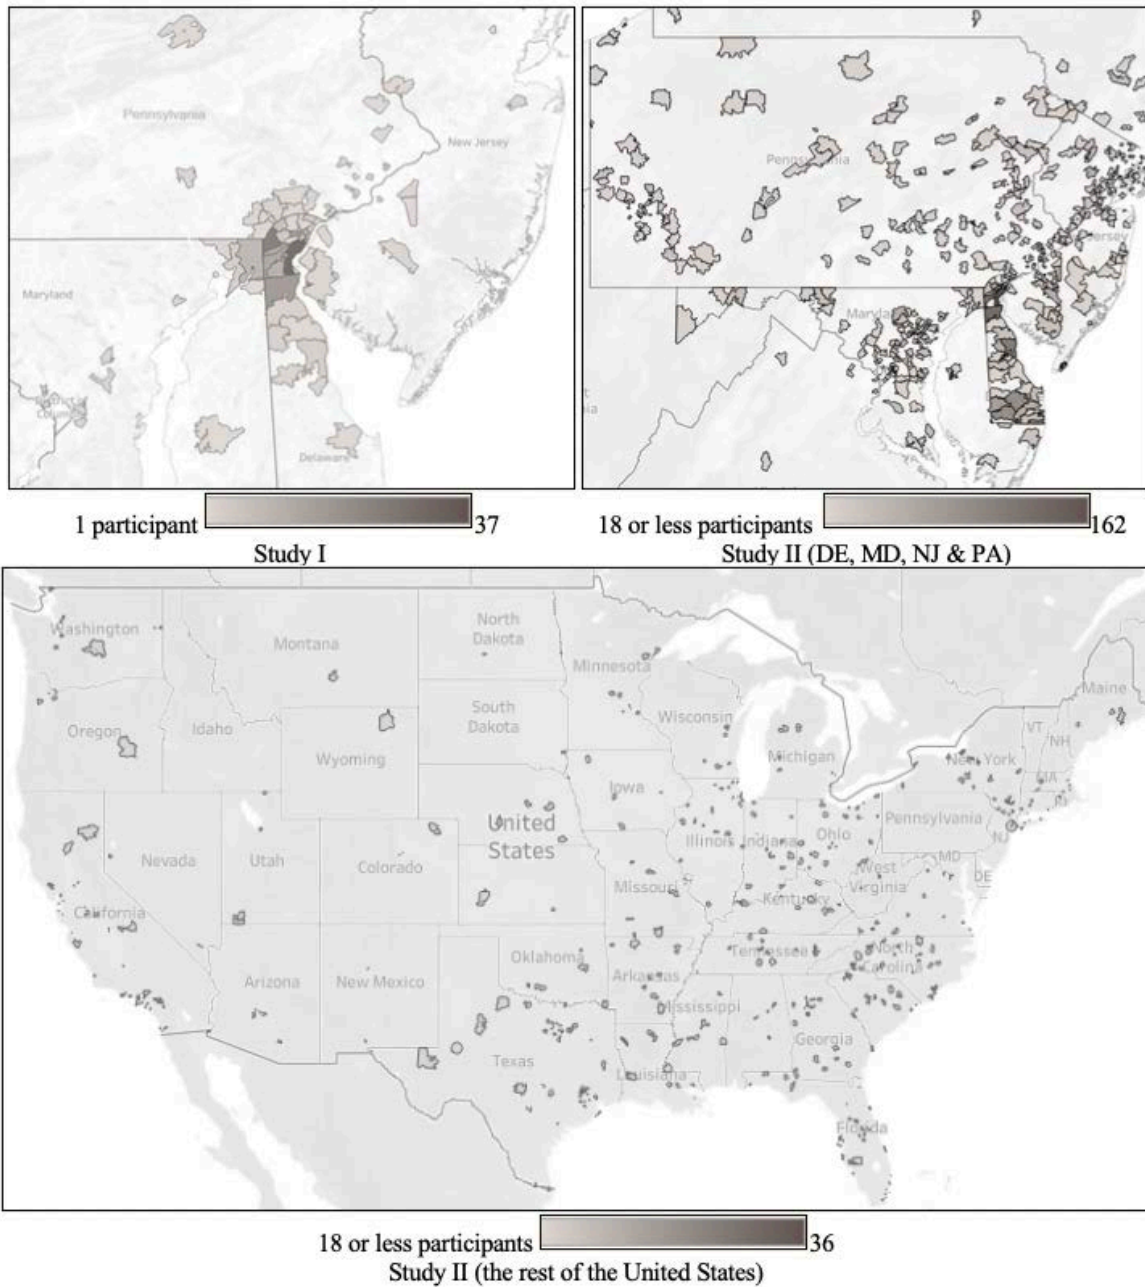 Pennsylvania
New Jersey
Maryland
Delaware
1 participant
37
Study I
Pennsylvania
Jersey
18 or less participants
162
Study II (DE, MD, NJ & PA)
Washington
Montana
North
Dakota
Minnesota
Maine
Oregon
Idaho
South
Dakota
Wisconsin
VT
NH
Wyoming
Michigan
New York
MA
Iowa
Pennsylvania
United
States
Nevada
Utah
Colorado
Illinois
Indiana
Ohio
NJ
MD
DE
West
Virginia
Missouri
Kentucky
California
Tennessee
North
Carolina
Oklahoma
Arizona
New Mexico
Arkansas
Mississippi
Georgia
Texas
Louisiana
Florida
18 or less participants
36
Study II (the rest of the United States)